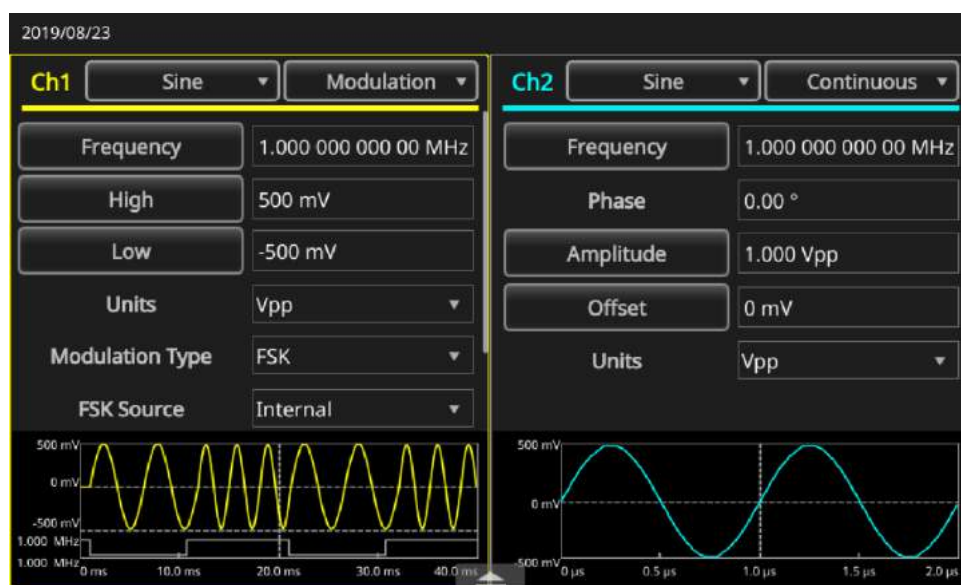 2019/08/23
Ch1 Sine Modulation
Frequency 1.000 000 000 00 MHz
High 500 mV
Low -500 mV
Units Vpp
Modulation Type FSK
FSK Source Internal
500 mV
0 mV
-500 mV
1.000 MHz
1.000 MHz
0 ms 10.0 ms 20.0 ms 30.0 ms 40.0 ms
Ch2 Sine Continuous
Frequency 1.000 000 000 00 MHz
Phase 0.00 °
Amplitude 1.000 Vpp
Offset 0 mV
Units Vpp
500 mV
0 mV
-500 mV
0 µs 0.5 µs 1.0 µs 1.5 µs 2.0 µs